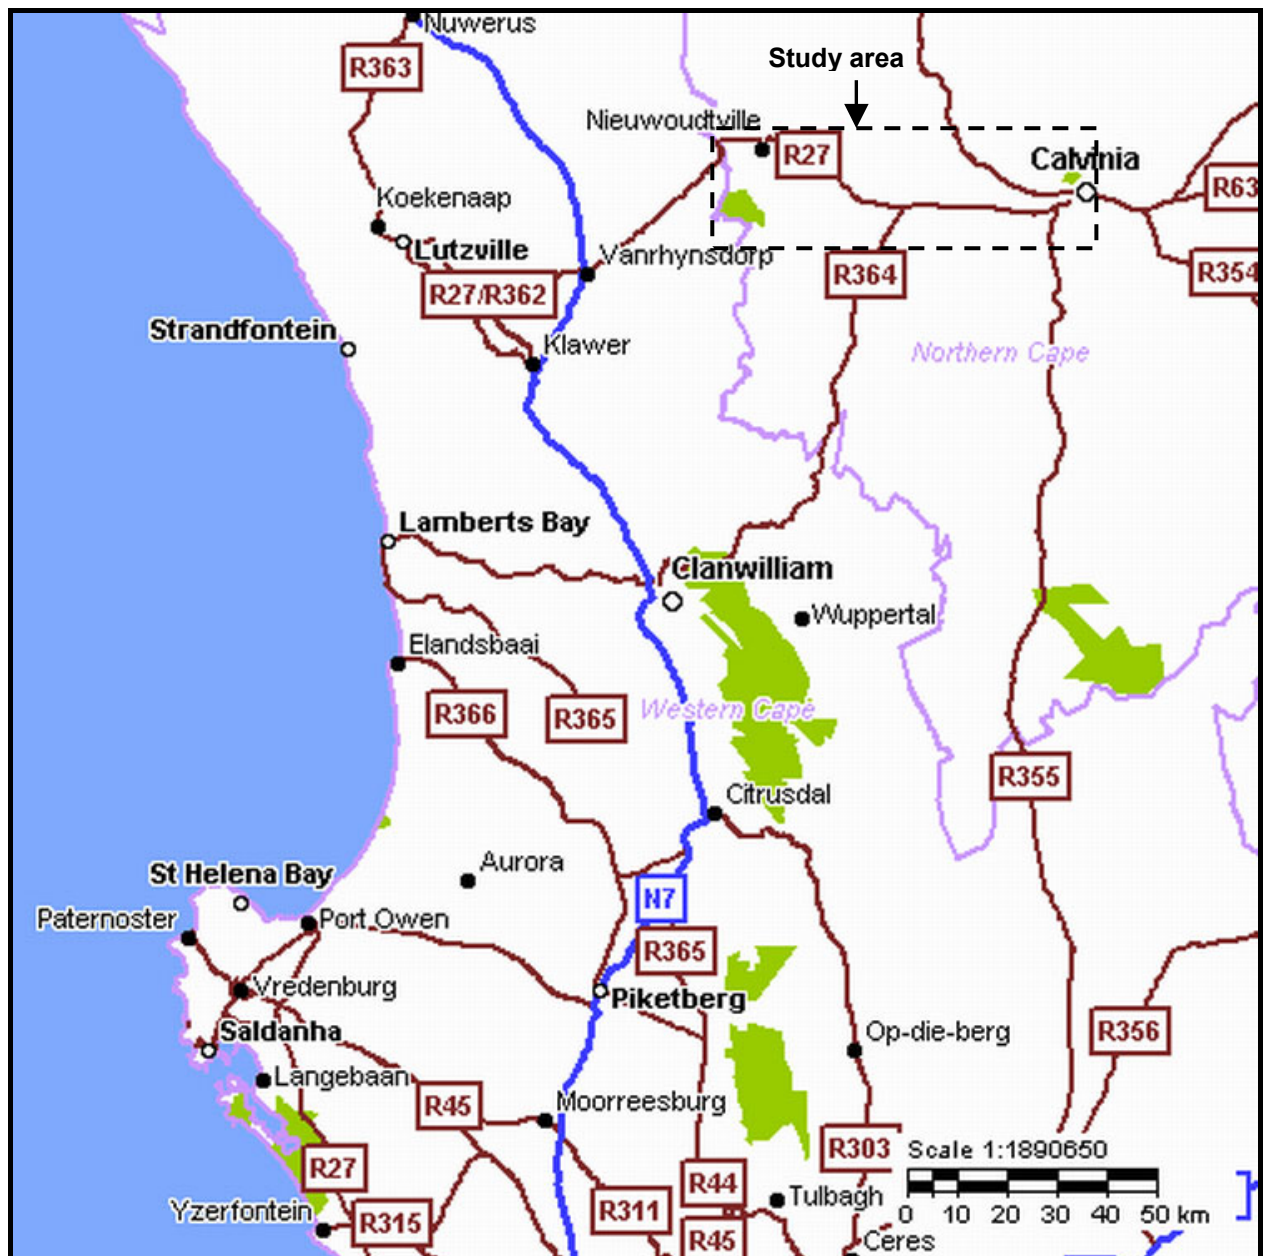 Nuwerus
Study area
R363
Nieuwoudtville
R27
Calvinia
R63
Koekenaap
Lutzville
Vanrhynsdorp
R364
R354
R27/R362
Strandfontein
Klawer
Northern Cape
Lamberts Bay
Clanwilliam
Wuppertal
Elandsbaai
R366
R365
Western Cape
R355
Citrusdal
Aurora
St Helena Bay
N7
Paternoster
Port Owen
R365
Vredenburg
Piketberg
Saldanha
Op-die-berg
R356
Langebaan
R45
Moorreesburg
R303
Scale 1:1890650
R27
R44
Tulbagh
Yzerfontein
R315
R311
0 10 20 30 40 50 km
R45
Ceres